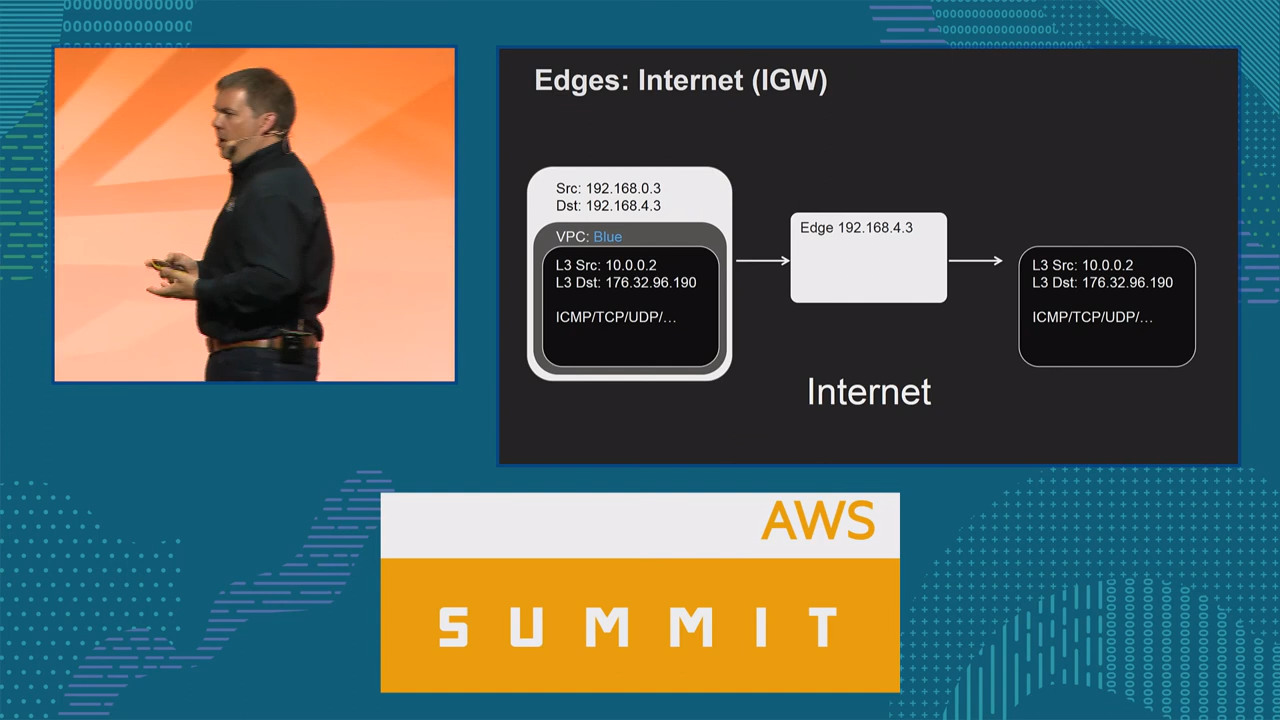 Edges: Internet (IGW)
Src: 192.168.0.3
Dst: 192.168.4.3
VPC: Blue
L3 Src: 10.0.0.2
L3 Dst: 176.32.96.190
ICMP/TCP/UDP/…
Edge 192.168.4.3
L3 Src: 10.0.0.2
L3 Dst: 176.32.96.190
ICMP/TCP/UDP/…
Internet
AWS
SUMMIT